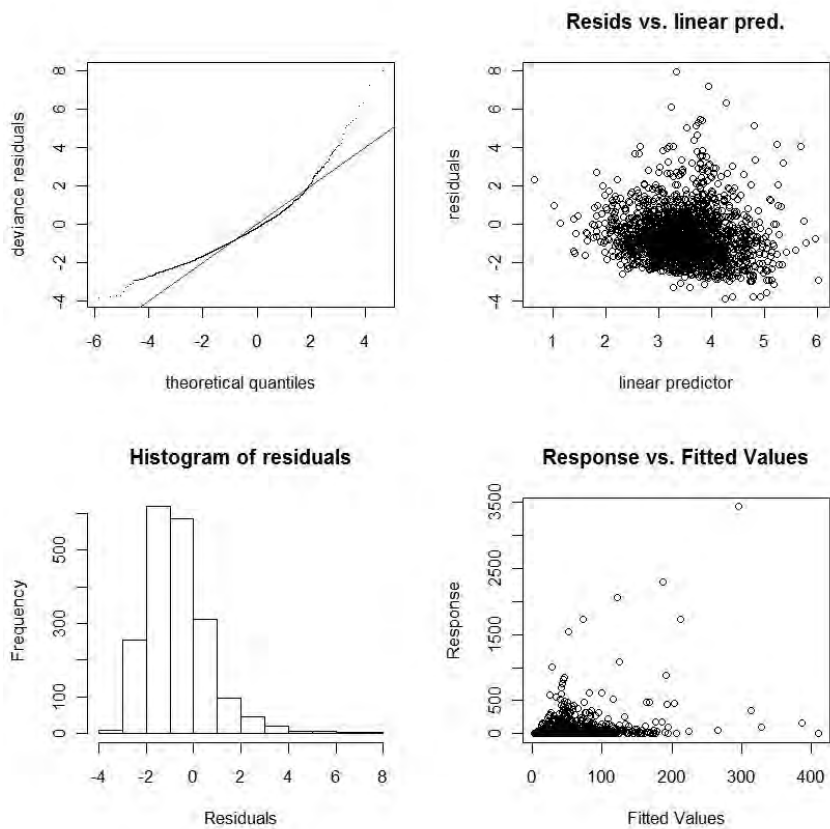 Resids vs. linear pred.
deviance residuals
-4 -2 0 2 4 6 8
-6 -4 -2 0 2 4
theoretical quantiles
residuals
-4 -2 0 2 4 6 8
1 2 3 4 5 6
linear predictor
Histogram of residuals
Frequency
0 100 300 500
-4 -2 0 2 4 6 8
Residuals
Response vs. Fitted Values
Response
0 500 1500 2500 3500
0 100 200 300 400
Fitted Values